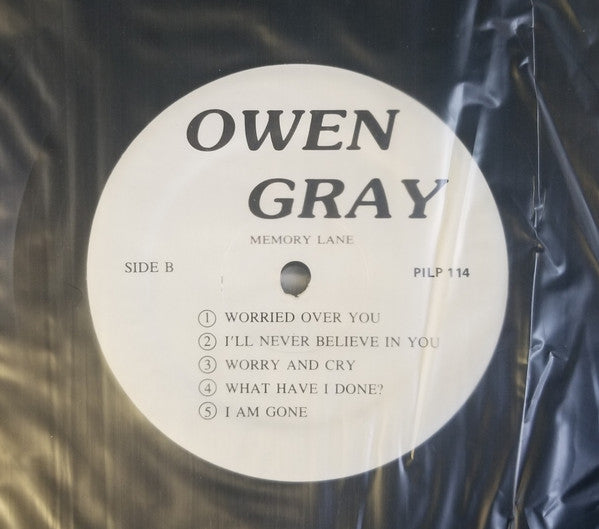 OWEN
GRAY
MEMORY LANE
SIDE B
PILP 114
① WORRIED OVER YOU
② I'LL NEVER BELIEVE IN YOU
③ WORRY AND CRY
④ WHAT HAVE I DONE?
⑤ I AM GONE